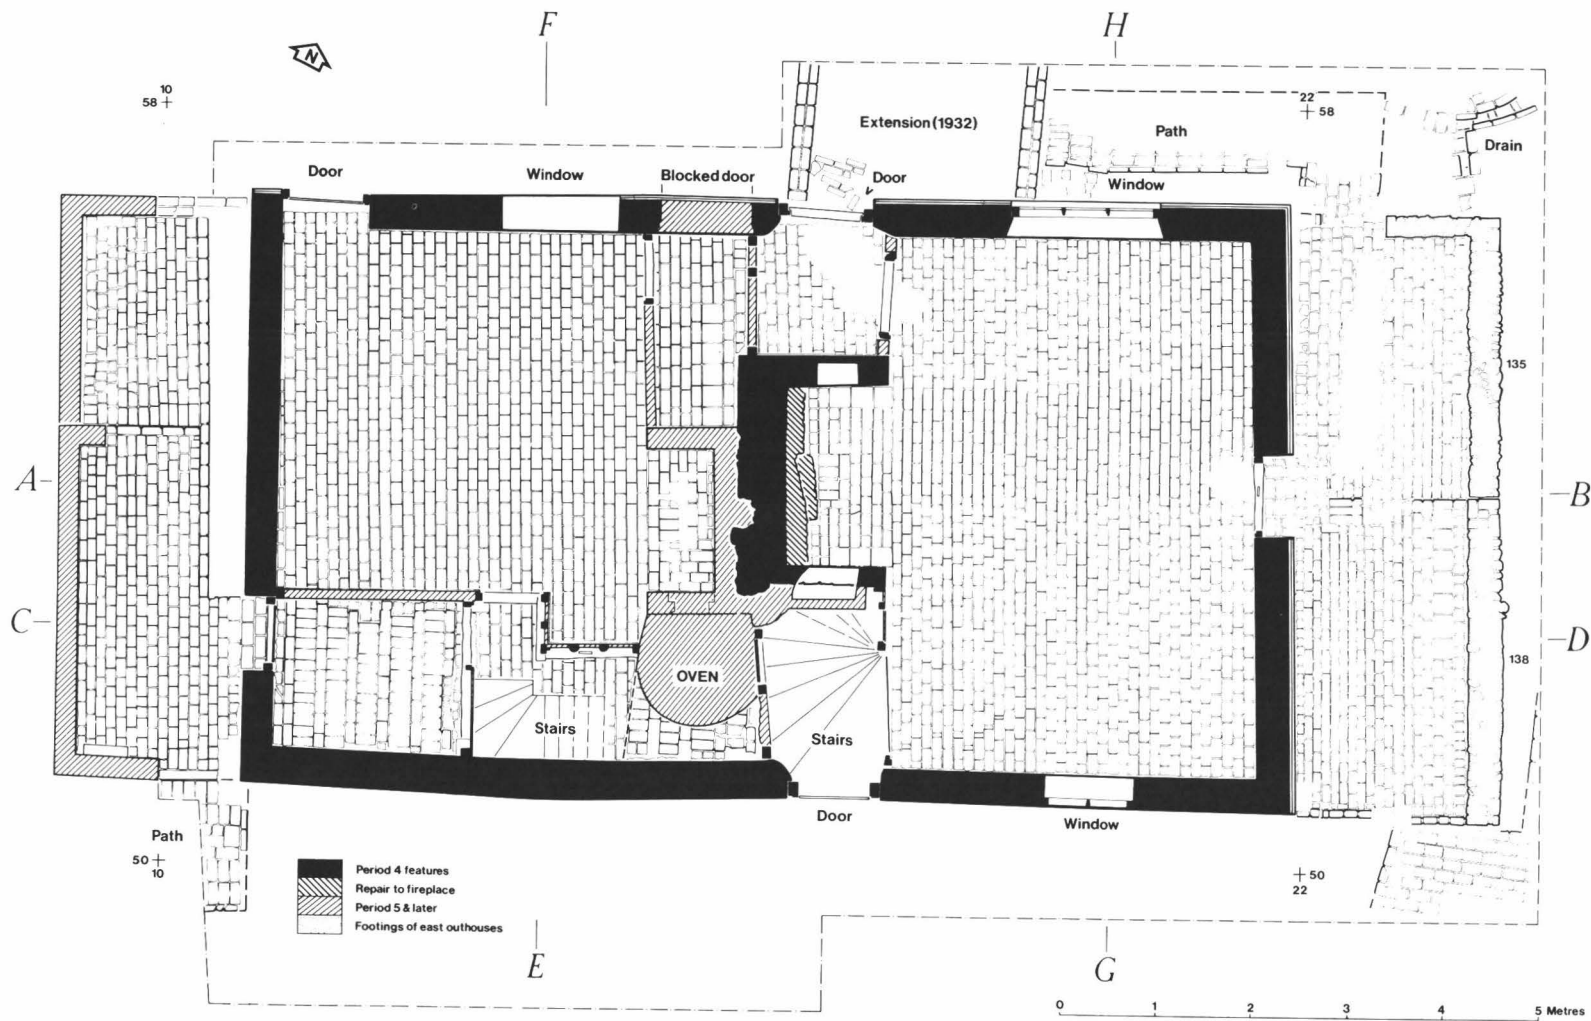 F
H
N
10
58
22
58
Extension (1932)
Path
Drain
Door
Window
Blocked door
Door
Window
135
A
B
C
D
138
OVEN
Stairs
Stairs
Door
Window
Path
50
10
50
22
Period 4 features
Repair to fireplace
Period 5 & later
Footings of east outhouses
E
G
0 1 2 3 4 5 Metres